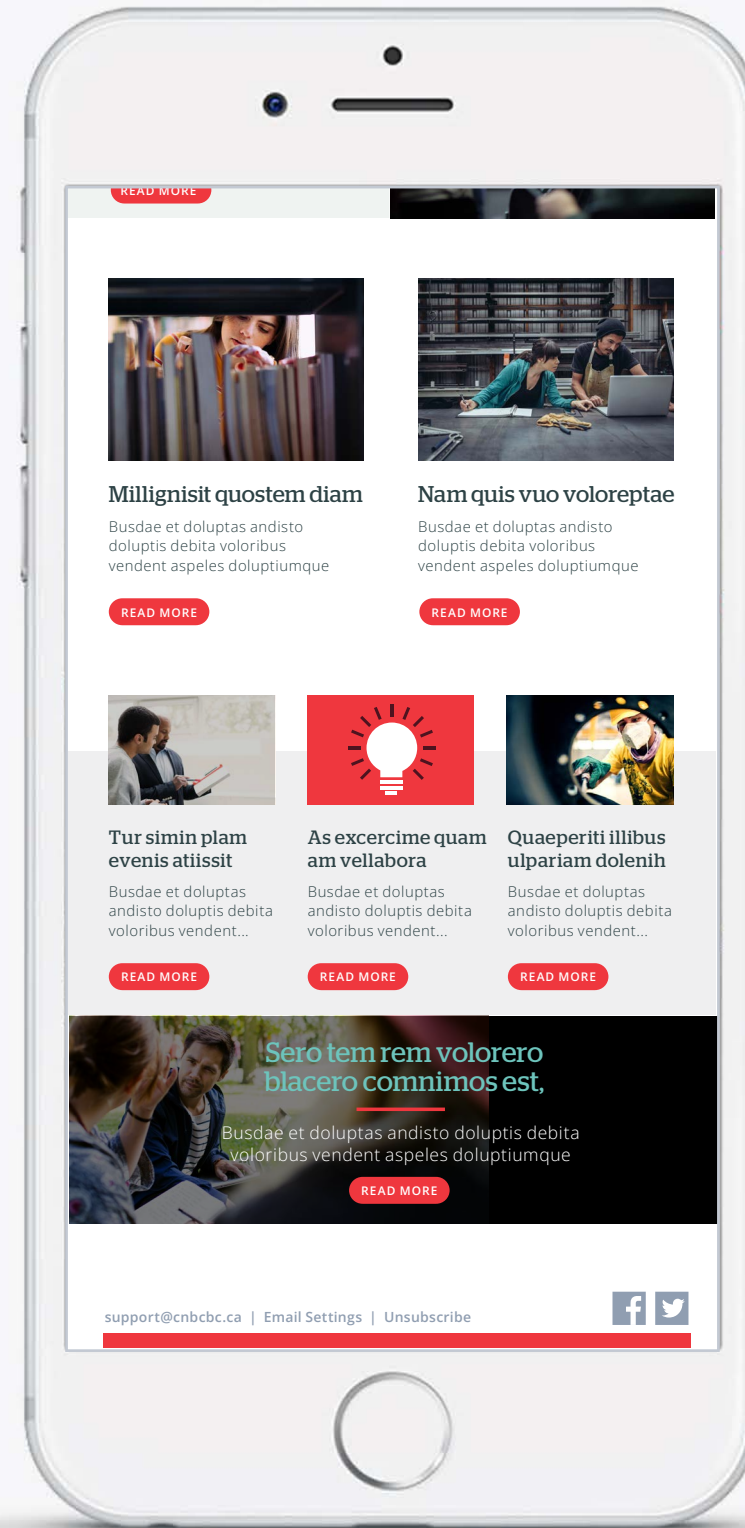 READ MORE
Millignisit quostem diam
Busdae et doluptas andisto
doluptis debita voloribus
vendent aspeles doluptiumque
READ MORE
Nam quis vuo voloreptae
Busdae et doluptas andisto
doluptis debita voloribus
vendent aspeles doluptiumque
READ MORE
Tur simin plam
evenis atiissit
Busdae et doluptas
andisto doluptis debita
voloribus vendent...
READ MORE
As excercime quam
am vellabora
Busdae et doluptas
andisto doluptis debita
voloribus vendent...
READ MORE
Quaeperiti illibus
ulpariam dolenih
Busdae et doluptas
andisto doluptis debita
voloribus vendent...
READ MORE
Sero tem rem volorero
blacero comnimos est,
Busdae et doluptas andisto doluptis debita
voloribus vendent aspeles doluptiumque
READ MORE
support@cnbcbc.ca | Email Settings | Unsubscribe